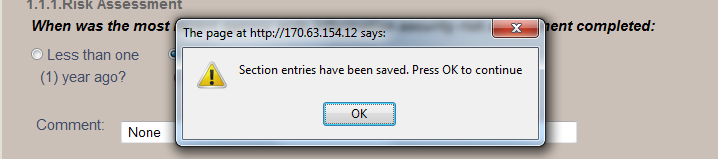 1.1.1.Risk Assessment
When was the most
ment completed:
The page at http://170.63.154.12 says:
Less than one
(1) year ago?
Section entries have been saved. Press OK to continue
OK
Comment:
None